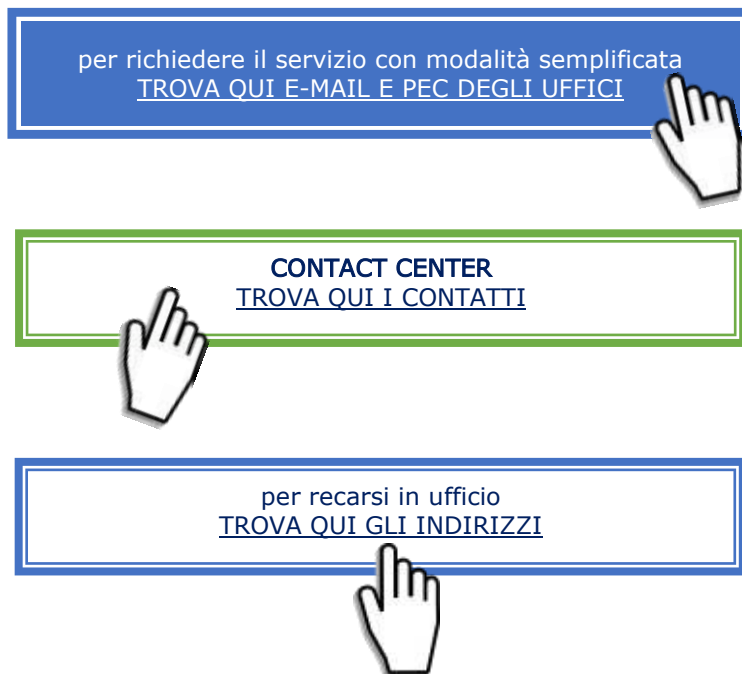 per richiedere il servizio con modalità semplificata
TROVA QUI E-MAIL E PEC DEGLI UFFICI
CONTACT CENTER
TROVA QUI I CONTATTI
per recarsi in ufficio
TROVA QUI GLI INDIRIZZI